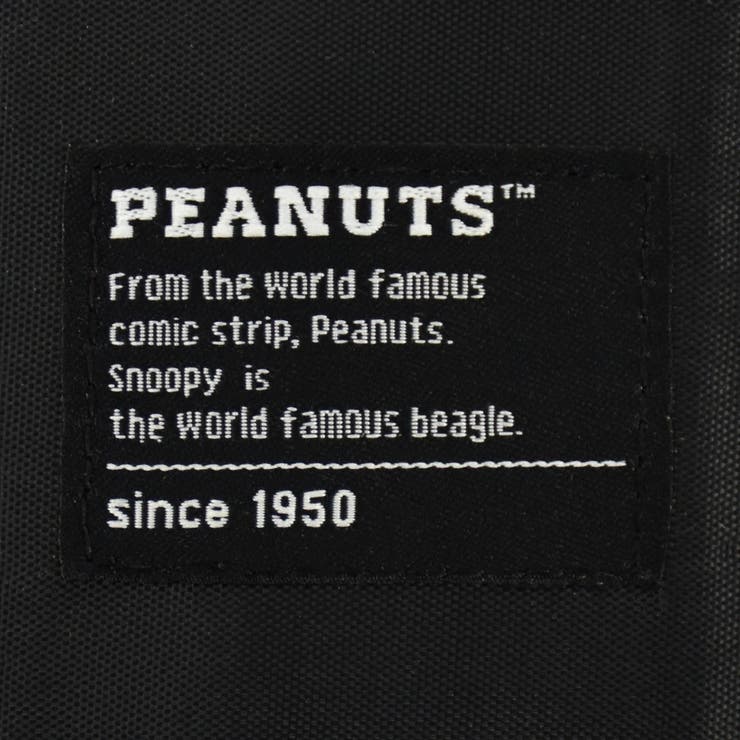 PEANUTS™
From the world famous
comic strip, Peanuts.
Snoopy is
the world famous beagle.
since 1950